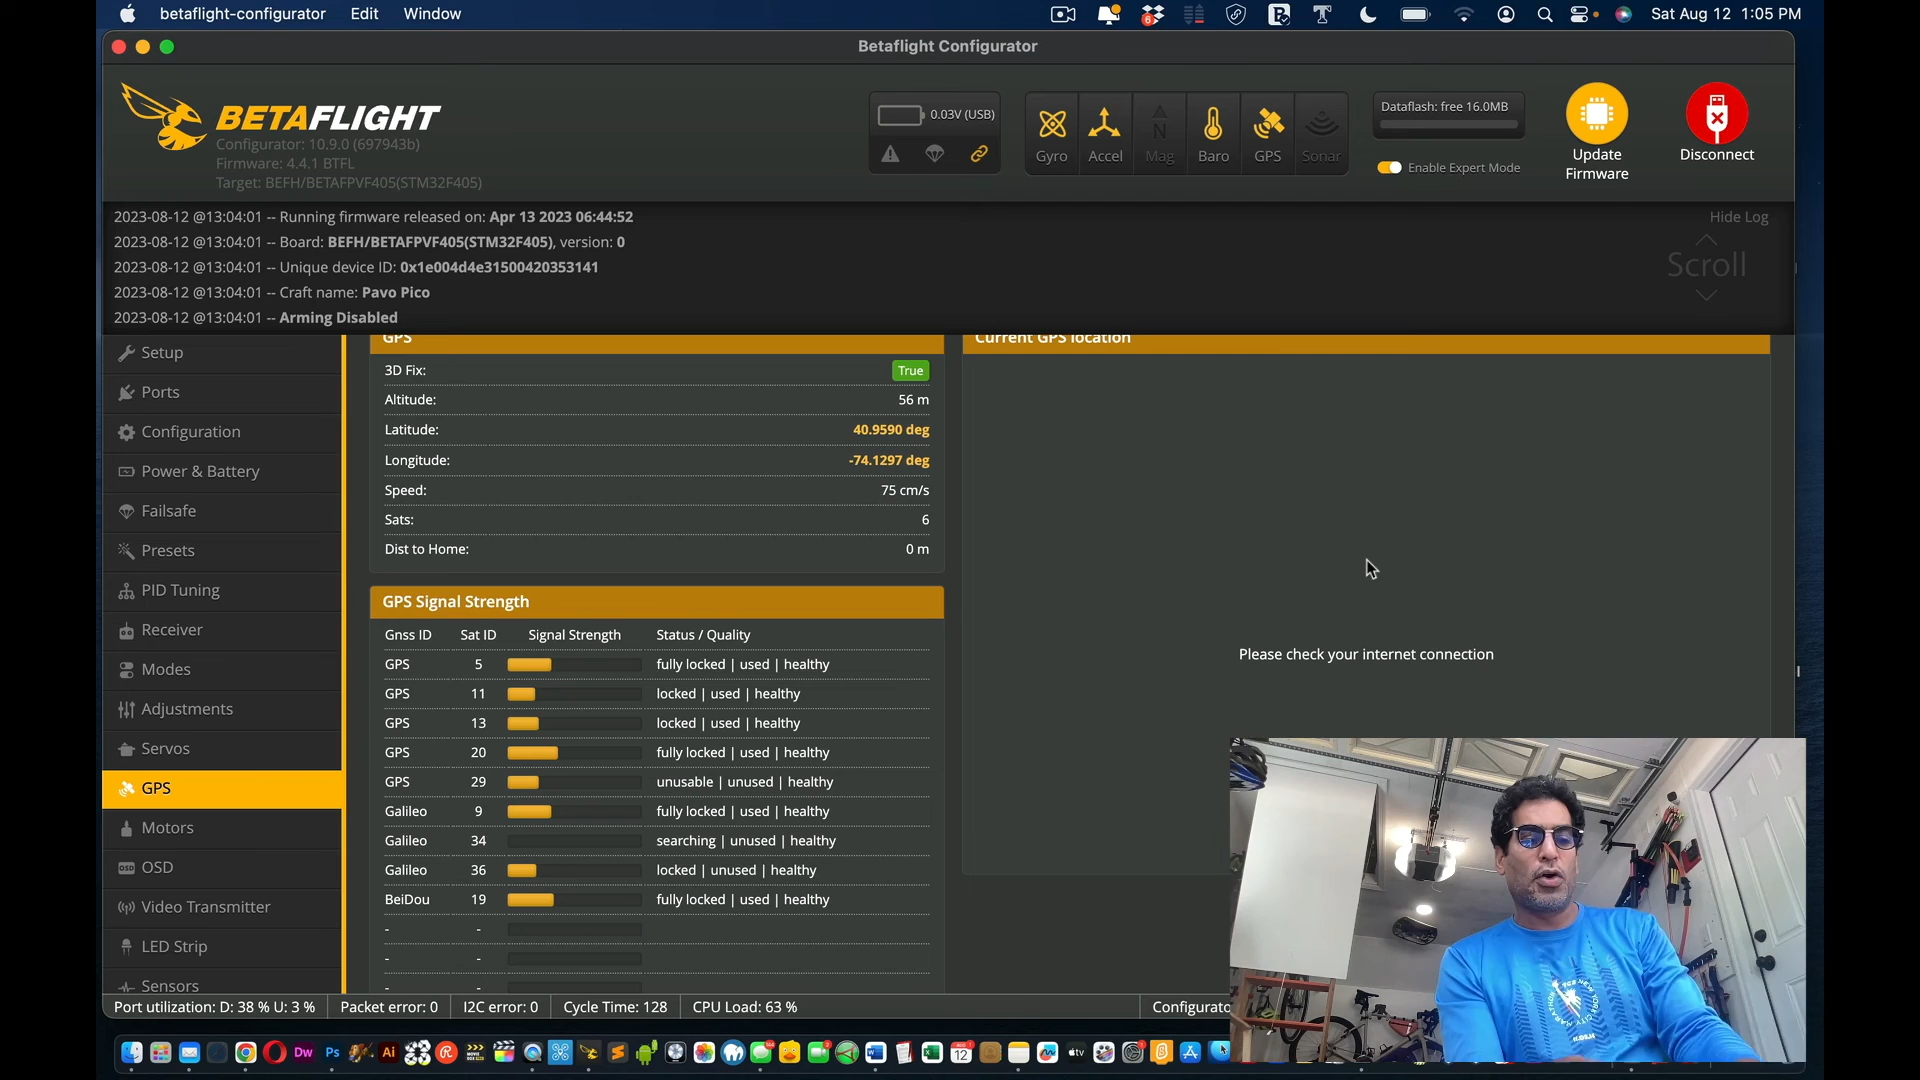 betaflight-configurator Edit Window
Sat Aug 12 1:05 PM
Betaflight Configurator
BETAFLIGHT
Configurator: 10.9.0 (697943b)
Firmware: 4.4.1 BTFL
Target: BEFH/BETAFPVF405(STM32F405)
0.03V (USB)
Gyro Accel Mag Baro GPS Sonar
Dataflash: free 16.0MB
Enable Expert Mode
Update Firmware
Disconnect
2023-08-12 @13:04:01 -- Running firmware released on: Apr 13 2023 06:44:52
Hide Log
2023-08-12 @13:04:01 -- Board: BEFH/BETAFPVF405(STM32F405), version: 0
2023-08-12 @13:04:01 -- Unique device ID: 0x1e004d4e31500420353141
Scroll
2023-08-12 @13:04:01 -- Craft name: Pavo Pico
2023-08-12 @13:04:01 -- Arming Disabled
Setup
Ports
Configuration
Power & Battery
Failsafe
Presets
PID Tuning
Receiver
Modes
Adjustments
Servos
GPS
Motors
OSD
Video Transmitter
LED Strip
Sensors
GPS
3D Fix: True
Altitude: 56 m
Latitude: 40.9590 deg
Longitude: -74.1297 deg
Speed: 75 cm/s
Sats: 6
Dist to Home: 0 m
GPS Signal Strength
Gnss ID Sat ID Signal Strength Status / Quality
GPS 5 fully locked | used | healthy
GPS 11 locked | used | healthy
GPS 13 locked | used | healthy
GPS 20 fully locked | used | healthy
GPS 29 unusable | unused | healthy
Galileo 9 fully locked | used | healthy
Galileo 34 searching | unused | healthy
Galileo 36 locked | unused | healthy
BeiDou 19 fully locked | used | healthy
- -
- -
- -
Current GPS location
Please check your internet connection
Port utilization: D: 38 % U: 3 % Packet error: 0 I2C error: 0 Cycle Time: 128 CPU Load: 63 %
Configurato
Dw Ps Ai
12
tv
NEW YORK CITY MARATHON